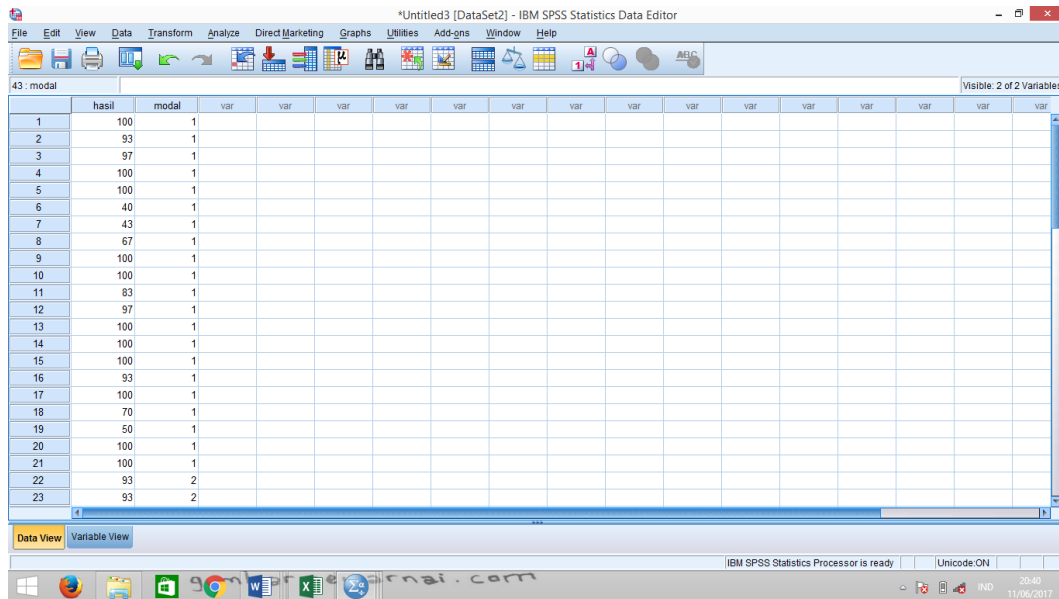 *Untitled3 [DataSet2] - IBM SPSS Statistics Data Editor
File Edit View Data Transform Analyze Direct Marketing Graphs Utilities Add-ons Window Help
43 : modal Visible: 2 of 2 Variables
hasil modal var var var var var var var var var var var var var var var
1 100 1
2 93 1
3 97 1
4 100 1
5 100 1
6 40 1
7 43 1
8 67 1
9 100 1
10 100 1
11 83 1
12 97 1
13 100 1
14 100 1
15 100 1
16 93 1
17 100 1
18 70 1
19 50 1
20 100 1
21 100 1
22 93 2
23 93 2
Data View Variable View
IBM SPSS Statistics Processor is ready Unicode:ON
IND 20:40
11/06/2017